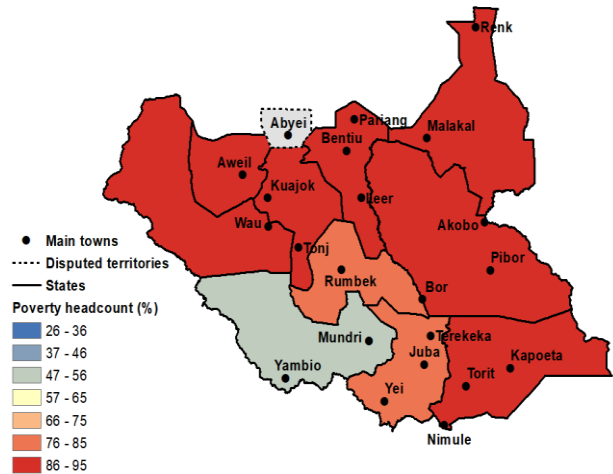 Renk
Pariang
Abyei
Malakal
Bentiu
Aweil
Kuajok
Leer
Akobo
Wau
Tonj
Pibor
Rumbek
Bor
Terekeka
Mundri
Juba
Kapoeta
Yambio
Torit
Yei
Nimule
Main towns
Disputed territories
States
Poverty headcount (%)
26 - 36
37 - 46
47 - 56
57 - 65
66 - 75
76 - 85
86 - 95